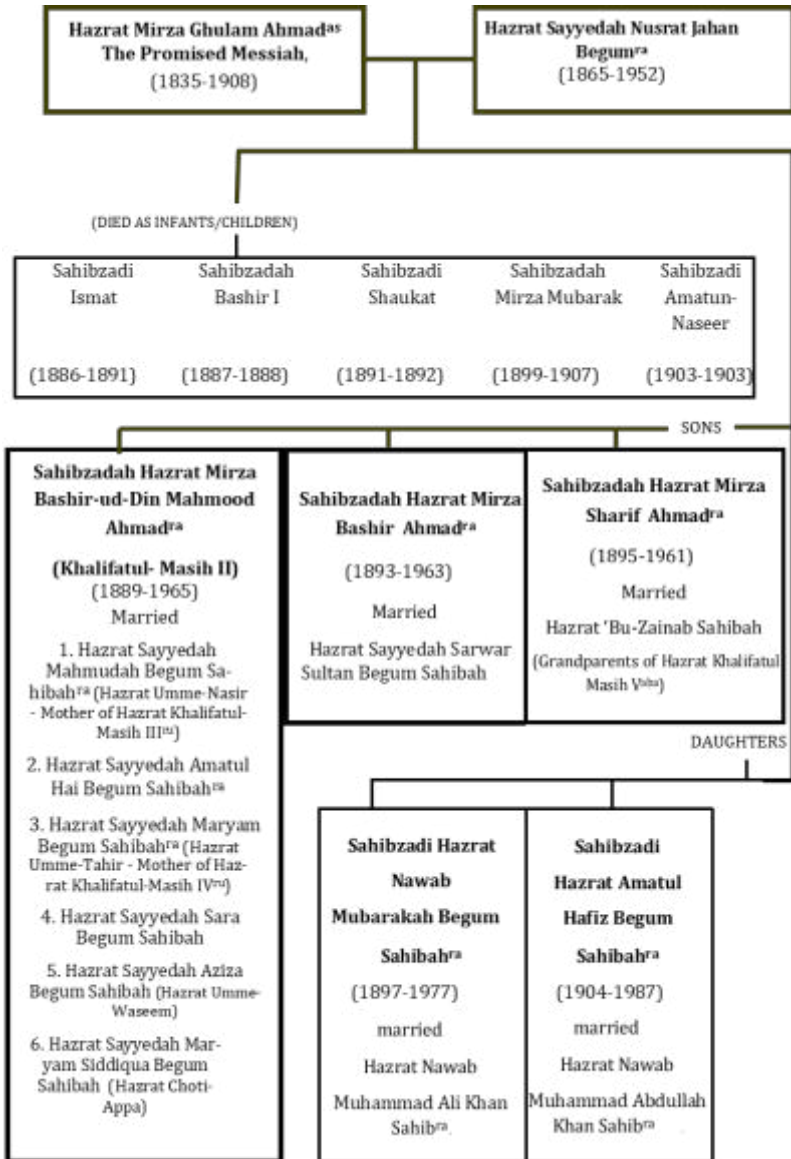 Hazrat Mirza Ghulam Ahmadᵃˢ
The Promised Messiah,
(1835-1908)
Hazrat Sayyedah Nusrat Jahan
Begumʳᵃ
(1865-1952)
(DIED AS INFANTS/CHILDREN)
Sahibzadi
Ismat
(1886-1891)
Sahibzadah
Bashir I
(1887-1888)
Sahibzadi
Shaukat
(1891-1892)
Sahibzadah
Mirza Mubarak
(1899-1907)
Sahibzadi
Amatun-
Naseer
(1903-1903)
SONS
Sahibzadah Hazrat Mirza
Bashir-ud-Din Mahmood
Ahmadʳᵃ
(Khalifatul- Masih II)
(1889-1965)
Married
1. Hazrat Sayyedah
Mahmudah Begum Sa-
hibahʳᵃ (Hazrat Umme-Nasir
- Mother of Hazrat Khalifatul-
Masih IIIʳᵘ)
2. Hazrat Sayyedah Amatul
Hai Begum Sahibahʳᵃ
3. Hazrat Sayyedah Maryam
Begum Sahibahʳᵃ (Hazrat
Umme-Tahir - Mother of Haz-
rat Khalifatul-Masih IVʳᵘ)
4. Hazrat Sayyedah Sara
Begum Sahibah
5. Hazrat Sayyedah Aziza
Begum Sahibah (Hazrat Umme-
Waseem)
6. Hazrat Sayyedah Mar-
yam Siddiqua Begum
Sahibah (Hazrat Choti-
Appa)
Sahibzadah Hazrat Mirza
Bashir Ahmadʳᵃ
(1893-1963)
Married
Hazrat Sayyedah Sarwar
Sultan Begum Sahibah
Sahibzadah Hazrat Mirza
Sharif Ahmadʳᵃ
(1895-1961)
Married
Hazrat 'Bu-Zainab Sahibah
(Grandparents of Hazrat Khalifatul
Masih Vᵃᵇᵃ)
DAUGHTERS
Sahibzadi Hazrat
Nawab
Mubarakah Begum
Sahibahʳᵃ
(1897-1977)
married
Hazrat Nawab
Muhammad Ali Khan
Sahibʳᵃ.
Sahibzadi
Hazrat Amatul
Hafiz Begum
Sahibahʳᵃ
(1904-1987)
married
Hazrat Nawab
Muhammad Abdullah
Khan Sahibʳᵃ